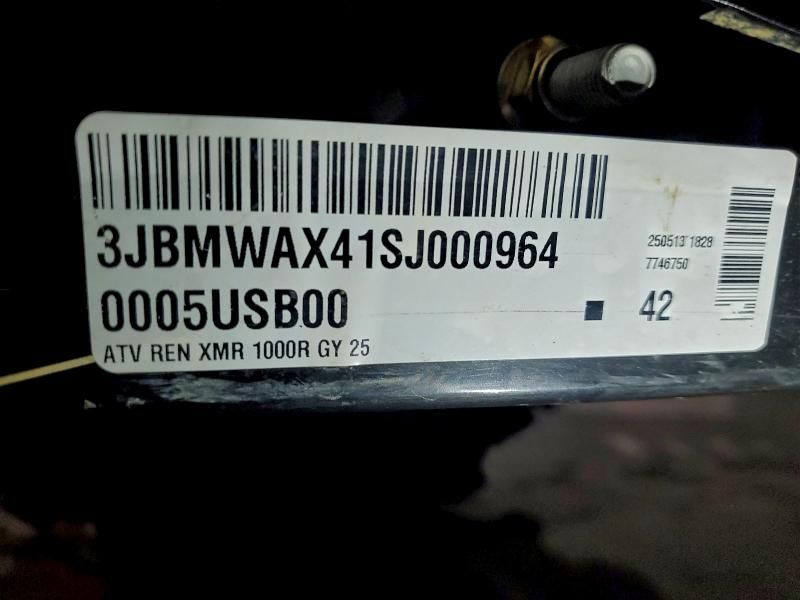 3JBMWAX41SJ000964
0005USB00
42
ATV REN XMR 1000R GY 25
250513 1828
7746750